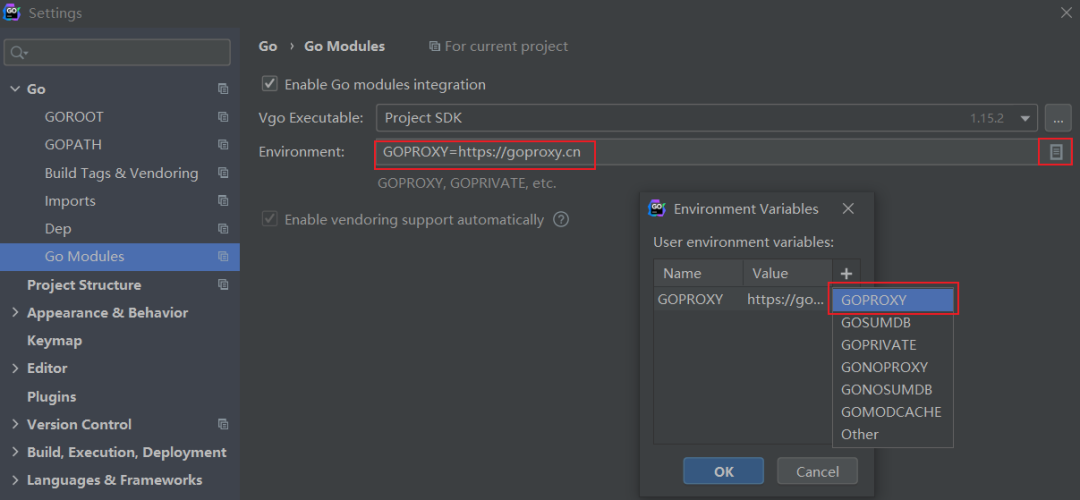 Settings
Go › Go Modules For current project
Enable Go modules integration
Vgo Executable: Project SDK 1.15.2 ...
Environment: GOPROXY=https://goproxy.cn
GOPROXY, GOPRIVATE, etc.
Enable vendoring support automatically ?
Go
GOROOT
GOPATH
Build Tags & Vendoring
Imports
Dep
Go Modules
Project Structure
Appearance & Behavior
Keymap
Editor
Plugins
Version Control
Build, Execution, Deployment
Languages & Frameworks
GO Environment Variables
User environment variables:
Name Value +
GOPROXY https://go...
GOPROXY
GOSUMDB
GOPRIVATE
GONOPROXY
GONOSUMDB
GOMODCACHE
Other
OK Cancel